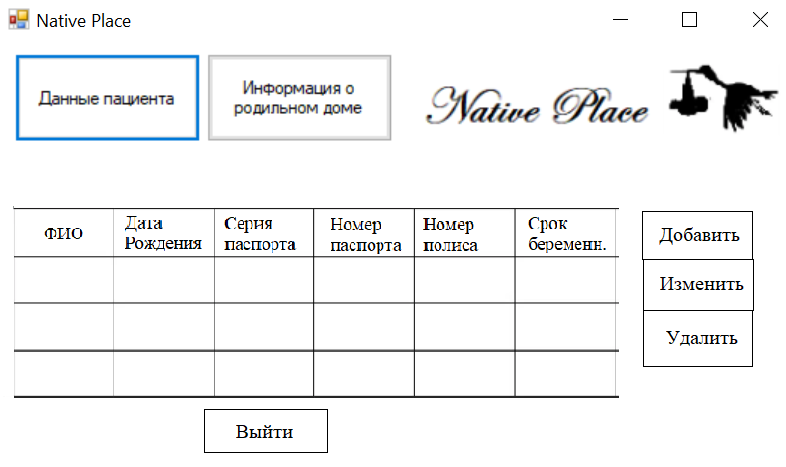 Native Place
Данные пациента
Информация о
родильном доме
Native Place
ФИО
Дата
Рождения
Серия
паспорта
Номер
паспорта
Номер
полиса
Срок
беременн.
Добавить
Изменить
Удалить
Выйти